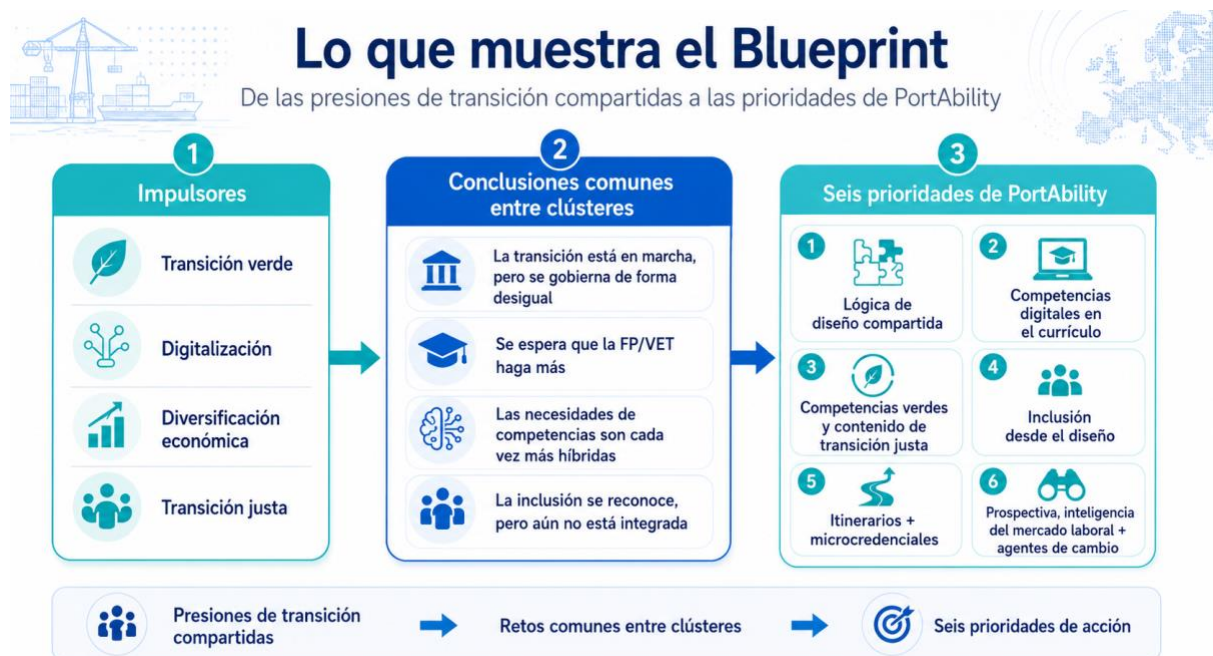 Lo que muestra el Blueprint
De las presiones de transición compartidas a las prioridades de PortAbility
1
Impulsores
Transición verde
Digitalización
Diversificación
económica
Transición justa
2
Conclusiones comunes
entre clústeres
La transición está en marcha,
pero se gobierna de forma
desigual
Se espera que la FP/VET
haga más
Las necesidades de
competencias son cada
vez más híbridas
La inclusión se reconoce,
pero aún no está integrada
3
Seis prioridades de PortAbility
1
Lógica de
diseño compartida
2
Competencias
digitales en
el currículo
3
Competencias verdes
y contenido de
transición justa
4
Inclusión
desde el diseño
5
Itinerarios +
microcredenciales
6
Prospectiva, inteligencia
del mercado laboral +
agentes de cambio
Presiones de transición
compartidas
Retos comunes entre clústeres
Seis prioridades de acción